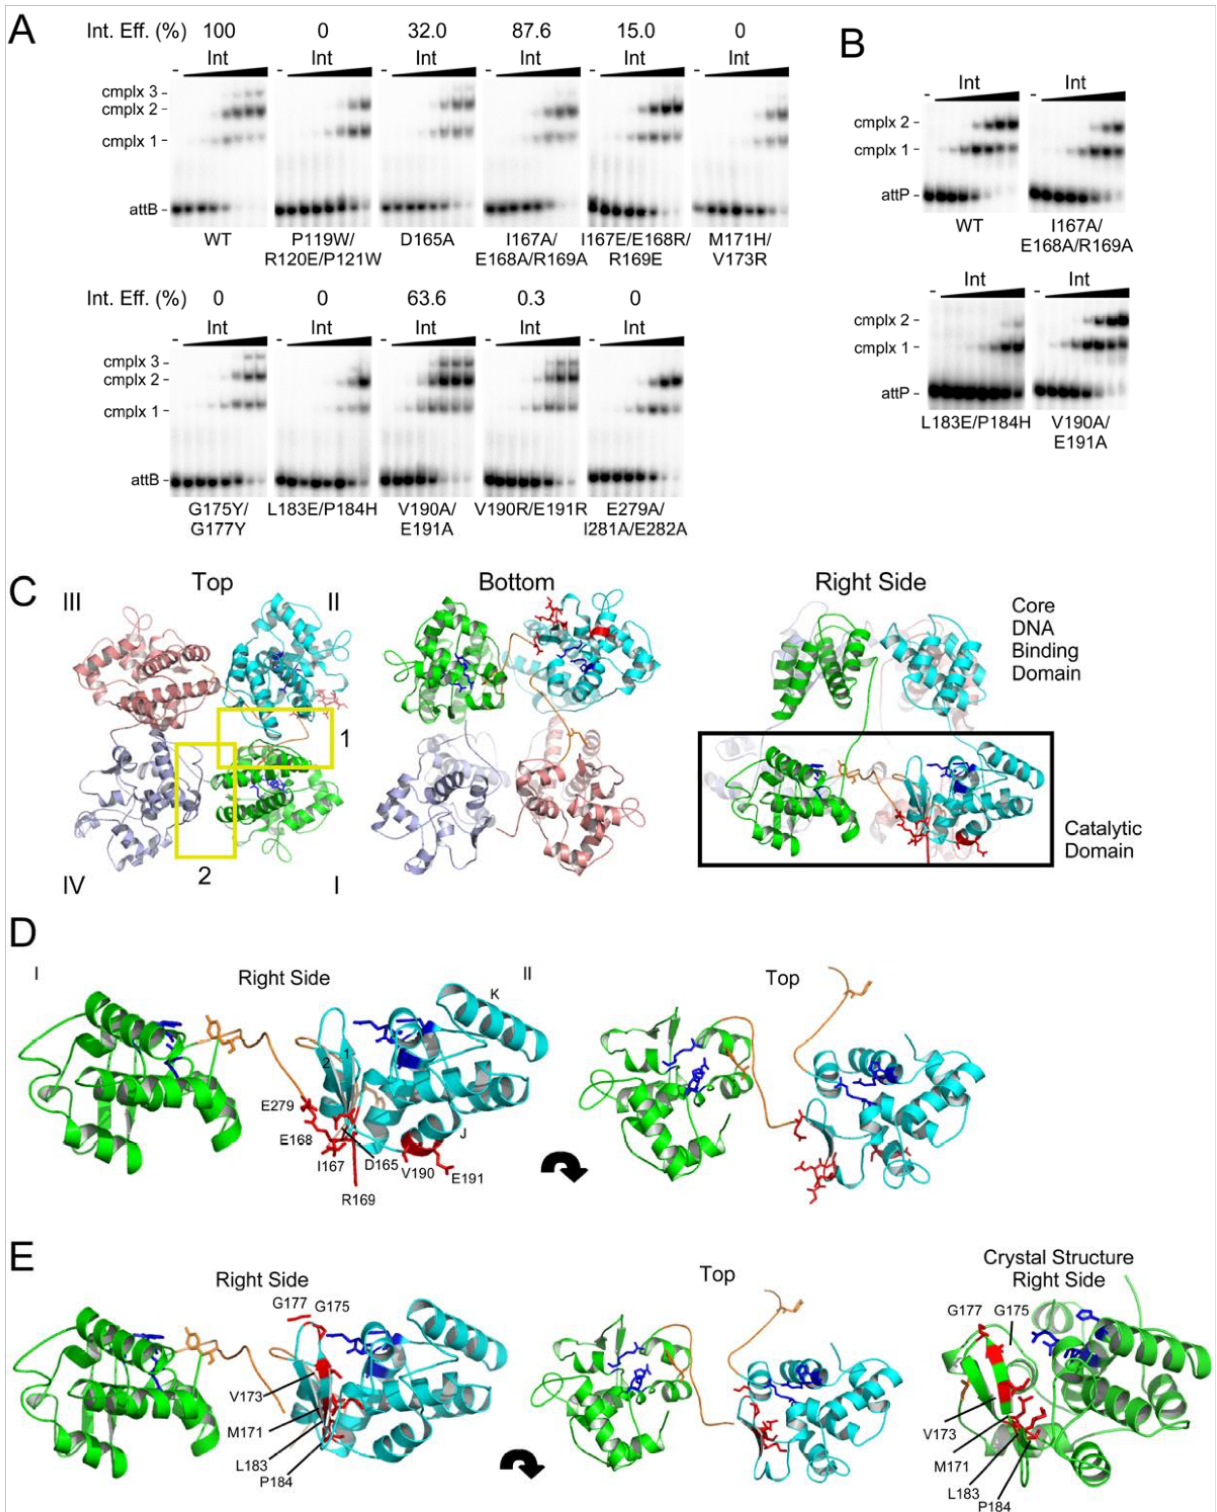 A
Int. Eff. (%) 100 0 32.0 87.6 15.0 0
Int Int Int Int Int Int
- - - - - -
cmplx 3 -
cmplx 2 -
cmplx 1 -
attB -
WT P119W/ D165A I167A/ I167E/E168R/ M171H/
R120E/P121W E168A/R169A R169E V173R
Int. Eff. (%) 0 0 63.6 0.3 0
Int Int Int Int Int
- - - - -
cmplx 3 -
cmplx 2 -
cmplx 1 -
attB -
G175Y/ L183E/P184H V190A/ V190R/E191R E279A/
G177Y E191A I281A/E282A
B
Int Int
- -
cmplx 2 -
cmplx 1 -
attP -
WT I167A/
E168A/R169A
Int Int
- -
cmplx 2 -
cmplx 1 -
attP -
L183E/P184H V190A/
E191A
C
Top Bottom Right Side
III II
1
2
IV I
Core
DNA
Binding
Domain
Catalytic
Domain
D
I Right Side II Top
K
2 1
E279
E168
I167 D165 V190 J E191
R169
E
Right Side Top Crystal Structure
Right Side
G177 G175
V173
M171
L183
P184
G177 G175
V173
M171
L183
P184